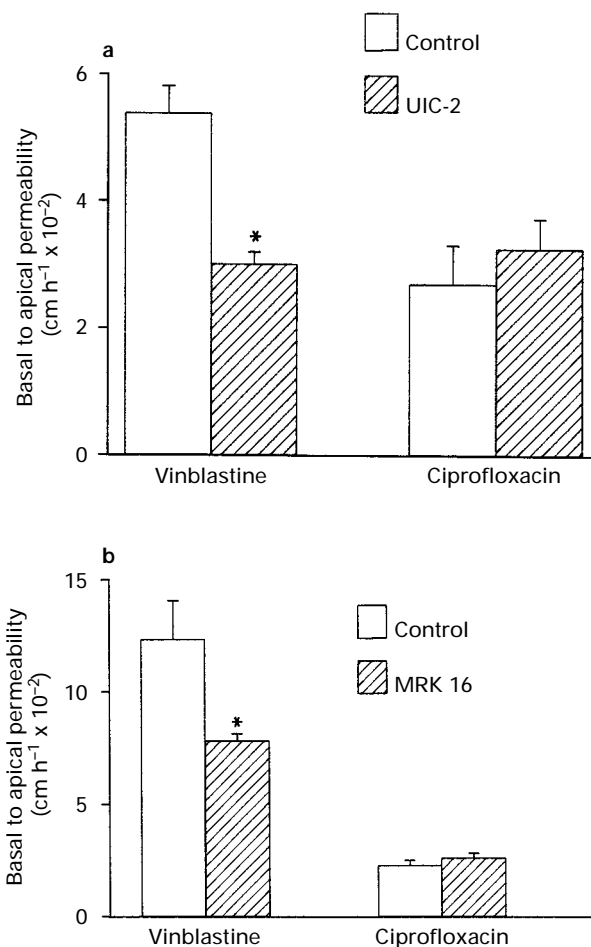 a
Control
UIC-2
Basal to apical permeability
(cm h⁻¹ x 10⁻²)
6
4
2
0
*
Vinblastine
Ciprofloxacin
b
Control
MRK 16
Basal to apical permeability
(cm h⁻¹ x 10⁻²)
15
10
5
0
*
Vinblastine
Ciprofloxacin